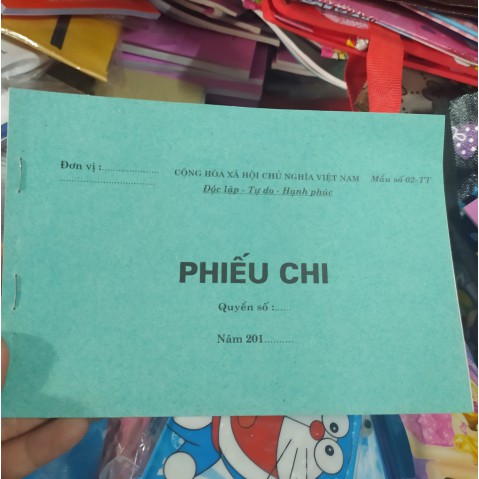 Đơn vị :....................
CỘNG HÒA XÃ HỘI CHỦ NGHĨA VIỆT NAM
Mẫu số 02-TT
Độc lập - Tự do - Hạnh phúc
PHIẾU CHI
Quyển số :.....
Năm 201..........